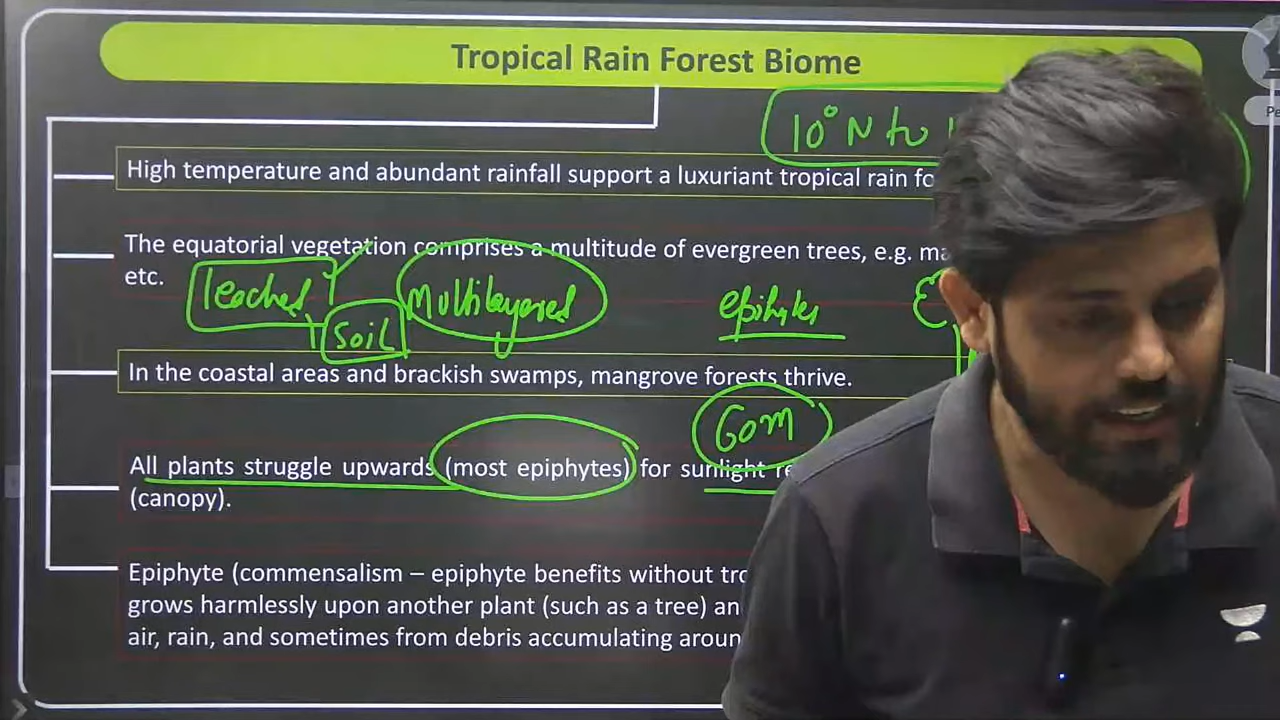 Tropical Rain Forest Biome
10° N to
High temperature and abundant rainfall support a luxuriant tropical rain fo
The equatorial vegetation comprises a multitude of evergreen trees, e.g. ma
etc.
leached
multilayered
epiphytes
soil
In the coastal areas and brackish swamps, mangrove forests thrive.
60m
All plants struggle upwards (most epiphytes) for sunlight re
(canopy).
Epiphyte (commensalism – epiphyte benefits without tro
grows harmlessly upon another plant (such as a tree) an
air, rain, and sometimes from debris accumulating aroun
Pe